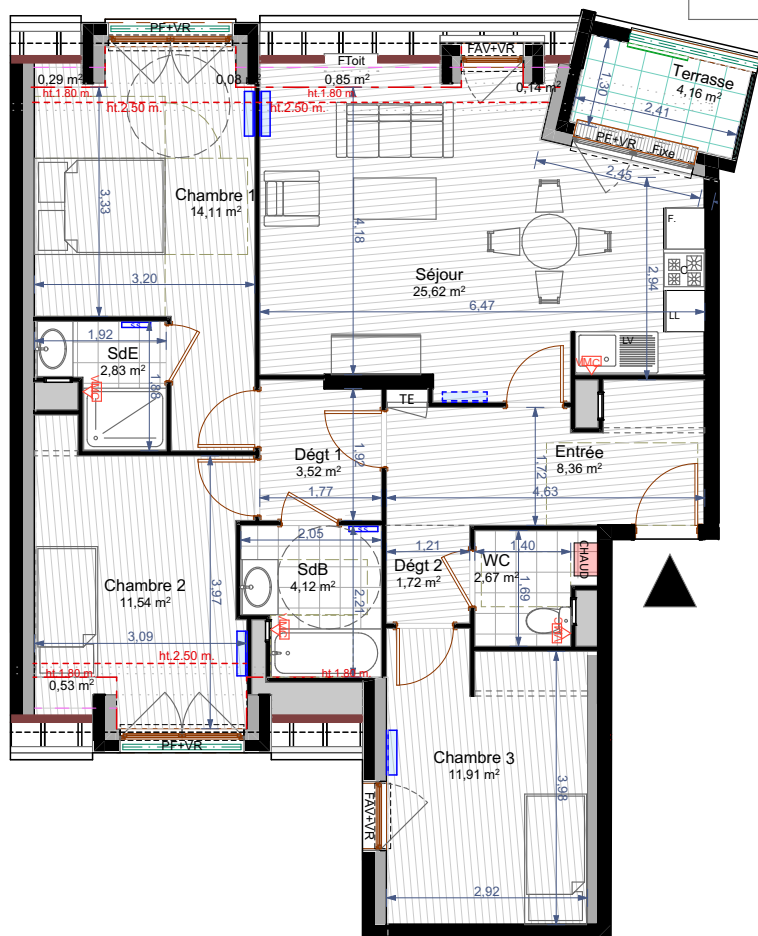 PF+VR
FAV+VR
FToit
0,29 m²
0,08 m²
0,85 m²
0,14 m²
ht.1.80 m.
ht.2.50 m.
ht.1.80 m.
ht.2.50 m.
Terrasse
4,16 m²
1,30
2,41
PF+VR
Fixe
2,45
Chambre 1
14,11 m²
3,33
3,20
4,18
Séjour
25,62 m²
6,47
2,94
F.
C
LL
LV
VMC
1,92
SdE
2,83 m²
1,88
VMC
TE
Entrée
8,36 m²
1,72
4,63
Dégt 1
3,52 m²
1,92
1,77
2,05
SdB
4,12 m²
2,21
VMC
1,21
Dégt 2
1,72 m²
WC
1,40
2,67 m²
1,69
CHAUD
VMC
Chambre 2
11,54 m²
3,97
3,09
ht.2.50 m.
ht.1.80 m.
ht.1.80 m.
0,53 m²
PF+VR
Chambre 3
11,91 m²
3,98
FAV+VR
2,92